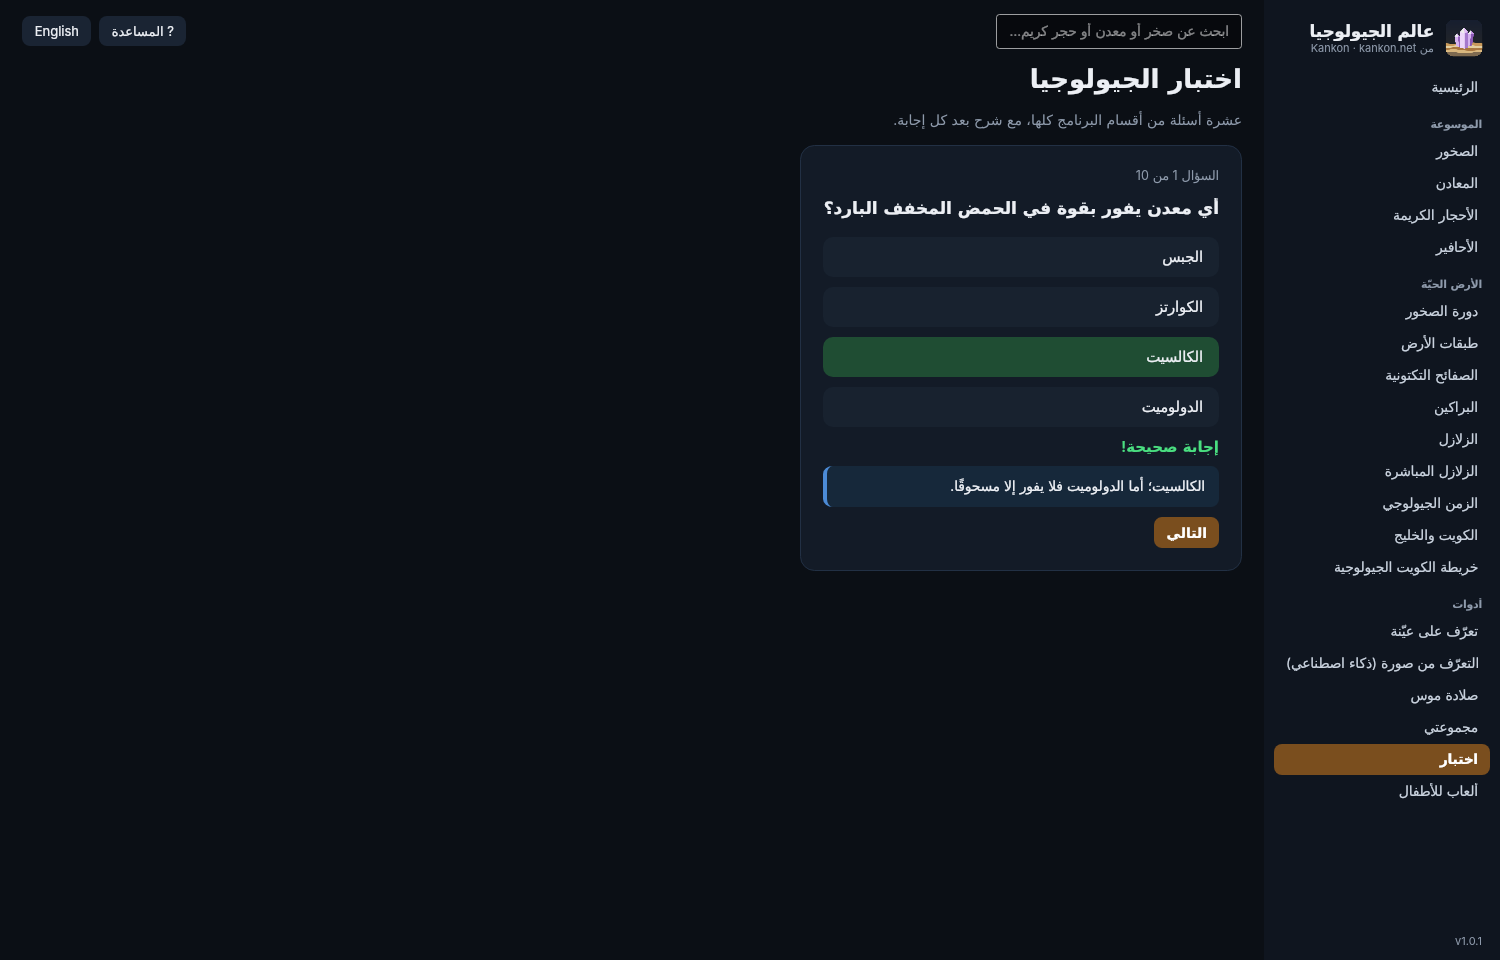 عالم الجيولوجيا
من Kankon · kankon.net
الرئيسية
الموسوعة
الصخور
المعادن
الأحجار الكريمة
الأحافير
الأرض الحيّة
دورة الصخور
طبقات الأرض
الصفائح التكتونية
البراكين
الزلازل
الزلازل المباشرة
الزمن الجيولوجي
الكويت والخليج
خريطة الكويت الجيولوجية
أدوات
تعرّف على عيّنة
التعرّف من صورة (ذكاء اصطناعي)
صلادة موس
مجموعتي
اختبار
ألعاب للأطفال
v1.0.1
ابحث عن صخر أو معدن أو حجر كريم...
? المساعدة
English
اختبار الجيولوجيا
عشرة أسئلة من أقسام البرنامج كلها، مع شرح بعد كل إجابة.
السؤال 1 من 10
أي معدن يفور بقوة في الحمض المخفف البارد؟
الجبس
الكوارتز
الكالسيت
الدولوميت
إجابة صحيحة!
الكالسيت؛ أما الدولوميت فلا يفور إلا مسحوقًا.
التالي